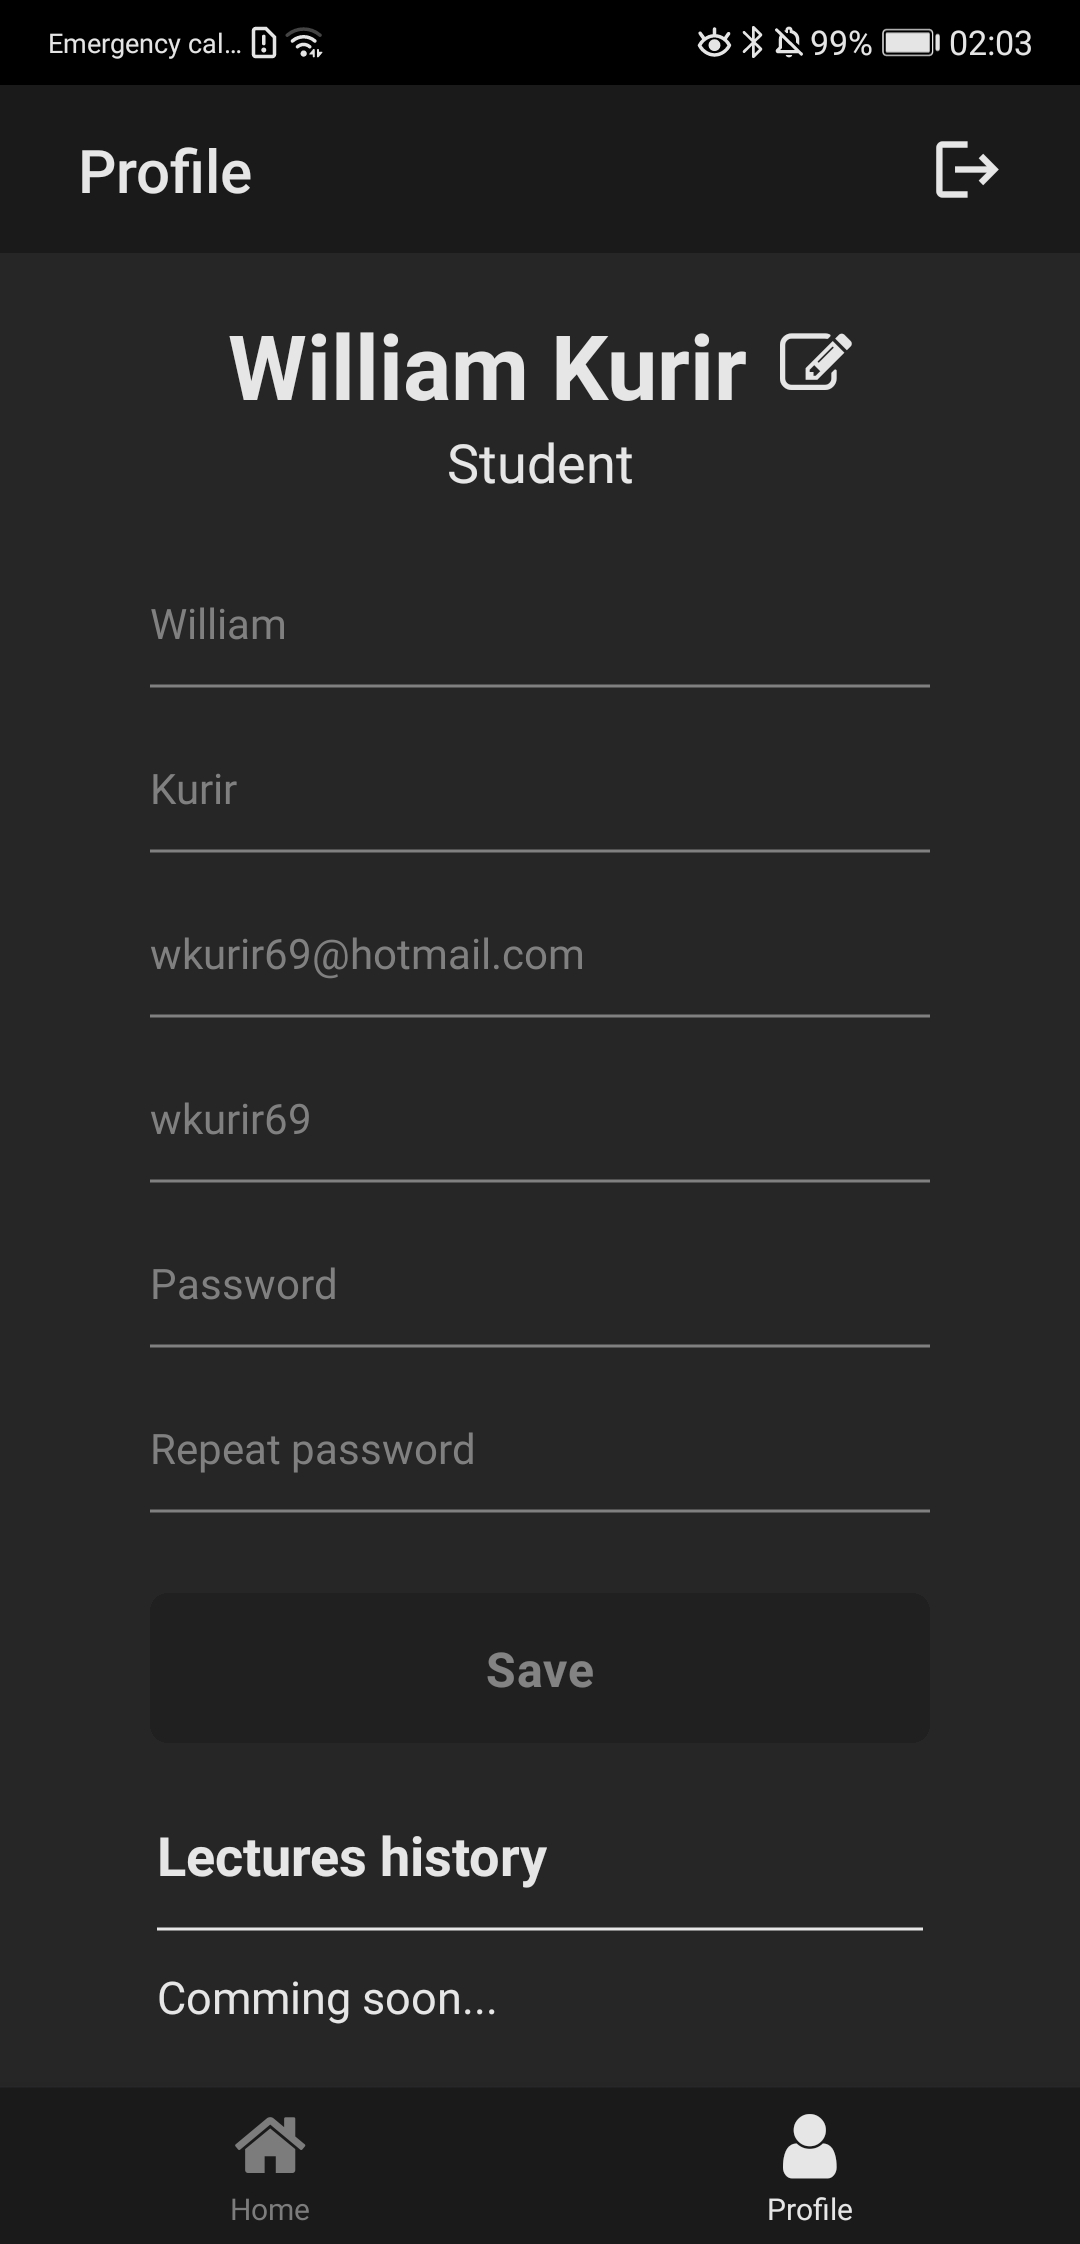 Emergency cal... 99% 02:03
Profile
William Kurir
Student
William
Kurir
wkurir69@hotmail.com
wkurir69
Password
Repeat password
Save
Lectures history
Comming soon...
Home Profile